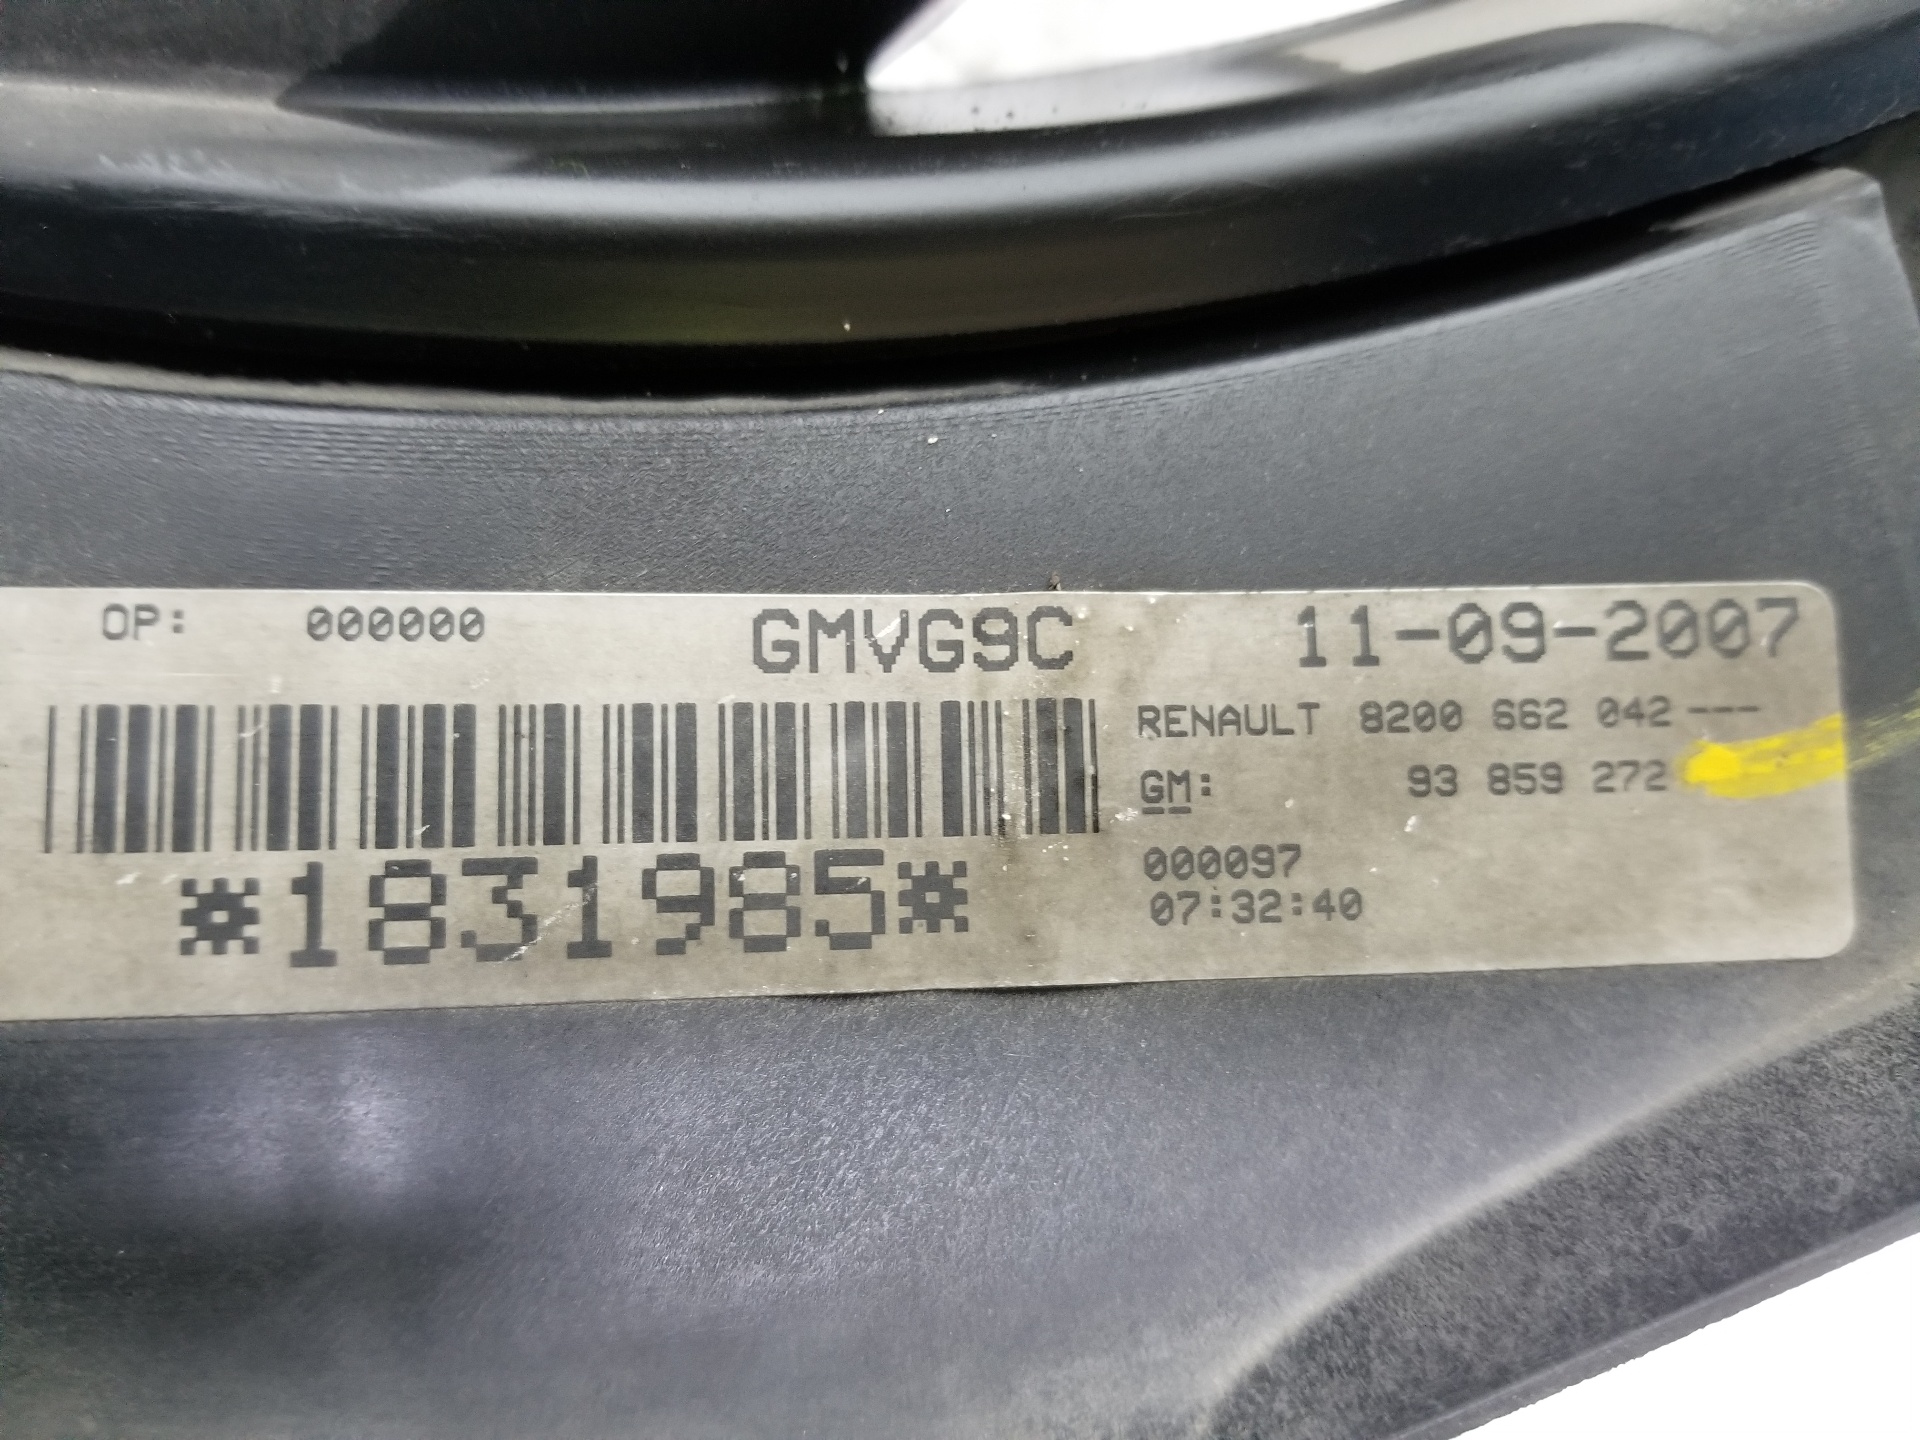 OP: 000000 GMVG9C 11-09-2007
RENAULT 8200 662 042---
GM: 93 859 272
*1831985*
000097
07:32:40